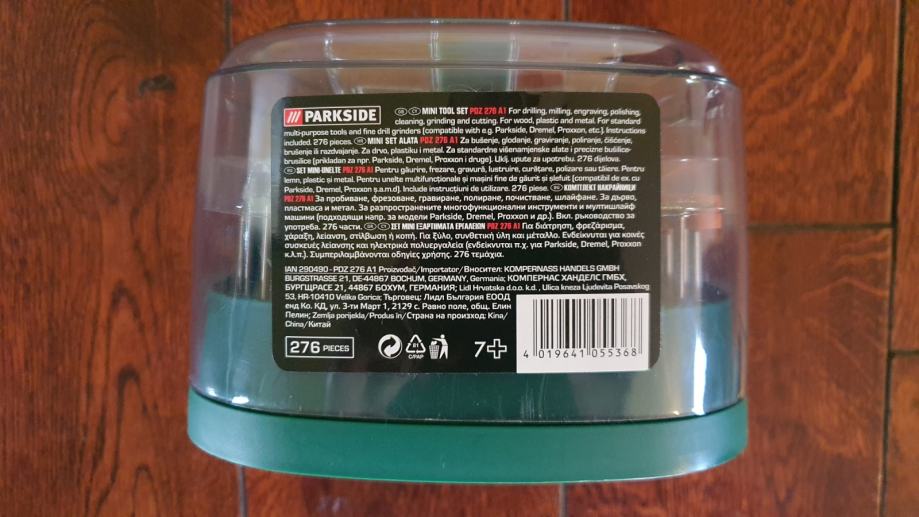 /// PARKSIDE
GB CY MINI TOOL SET PDZ 276 A1 For drilling, milling, engraving, polishing,
cleaning, grinding and cutting. For wood, plastic and metal. For standard
multi-purpose tools and fine drill grinders (compatible with e.g. Parkside, Dremel, Proxxon, etc.). Instructions
included. 276 pieces. HR MINI SET ALATA PDZ 276 A1 Za bušenje, glodanje, graviranje, poliranje, čišćenje,
brušenje ili razdvajanje. Za drvo, plastiku i metal. Za standardne višenamjenske alate i precizne bušilice-
brusilice (prikladan za npr. Parkside, Dremel, Proxxon i druge). Uklj. upute za upotrebu. 276 dijelova.
RO SET MINI-UNELTE PDZ 276 A1 Pentru găurire, frezare, gravură, lustruire, curățare, polizare sau tăiere. Pentru
lemn, plastic și metal. Pentru unelte multifuncționale și mașini fine de găurit și șlefuit (compatibil de ex. cu
Parkside, Dremel, Proxxon ș.a.m.d.). Include instrucțiuni de utilizare. 276 piese. BG КОМПЛЕКТ НАКРАЙНИЦИ
PDZ 276 A1 За пробиване, фрезоване, гравиране, полиране, почистване, шлайфане. За дърво,
пластмаса и метал. За разпространените многофункционални инструменти и мултишлайф
машини (подходящи напр. за модели Parkside, Dremel, Proxxon и др.). Вкл. ръководство за
употреба. 276 части. GR CY ΣΕΤ ΜΙΝΙ ΕΞΑΡΤΗΜΑΤΑ ΕΡΓΑΛΕΙΩΝ PDZ 276 A1 Για διάτρηση, φρεζάρισμα,
χάραξη, λείανση, στίλβωση ή κοπή. Για ξύλο, συνθετική ύλη και μέταλλο. Ενδείκνυται για κοινές
συσκευές λείανσης και ηλεκτρικά πολυεργαλεία (ενδείκνυται π.χ. για Parkside, Dremel, Proxxon
κ.λπ.). Συμπεριλαμβάνονται οδηγίες χρήσης. 276 τεμάχια.
IAN 290490 - PDZ 276 A1 Proizvođač/Importator/Вносител: KOMPERNASS HANDELS GMBH
BURGSTRASSE 21, DE-44867 BOCHUM, GERMANY, Germania; КОМПЕРНАС ХАНДЕЛС ГМБХ,
БУРГЩРАСЕ 21, 44867 БОХУМ, ГЕРМАНИЯ; Lidl Hrvatska d.o.o. k.d., Ulica kneza Ljudevita Posavskog
53, HR-10410 Velika Gorica; Търговец: Лидл България ЕООД
енд Ко. КД, ул. 3-ти Март 1, 2129 с. Равно поле, общ. Елин
Пелин; Zemlja porijekla/Produs în/Страна на произход: Kina/
China/Китай
276 PIECES
81
C/PAP
7+
4 019641 055368